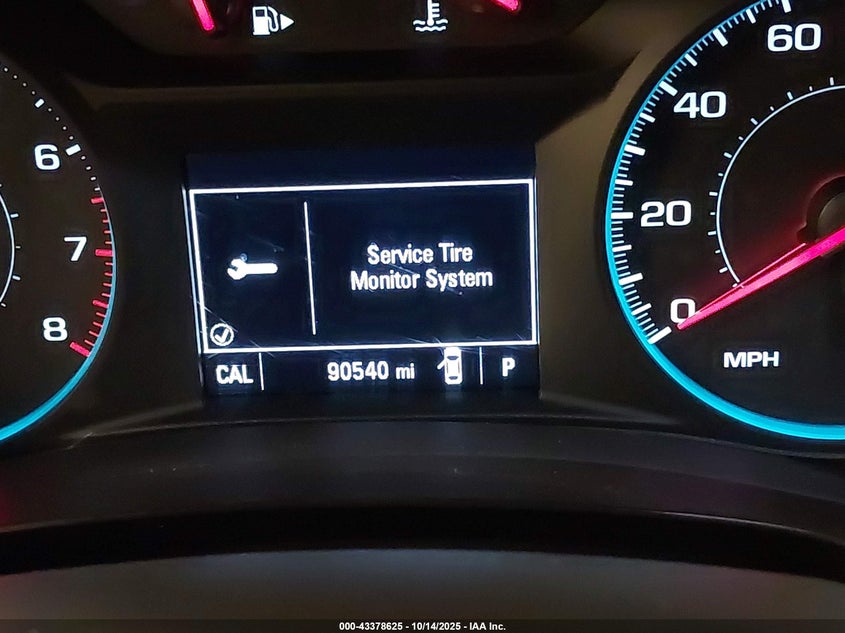 6
7
8
Service Tire
Monitor System
CAL
90540 mi
P
60
40
20
0
MPH
000-43378625 - 10/14/2025 - IAA Inc.